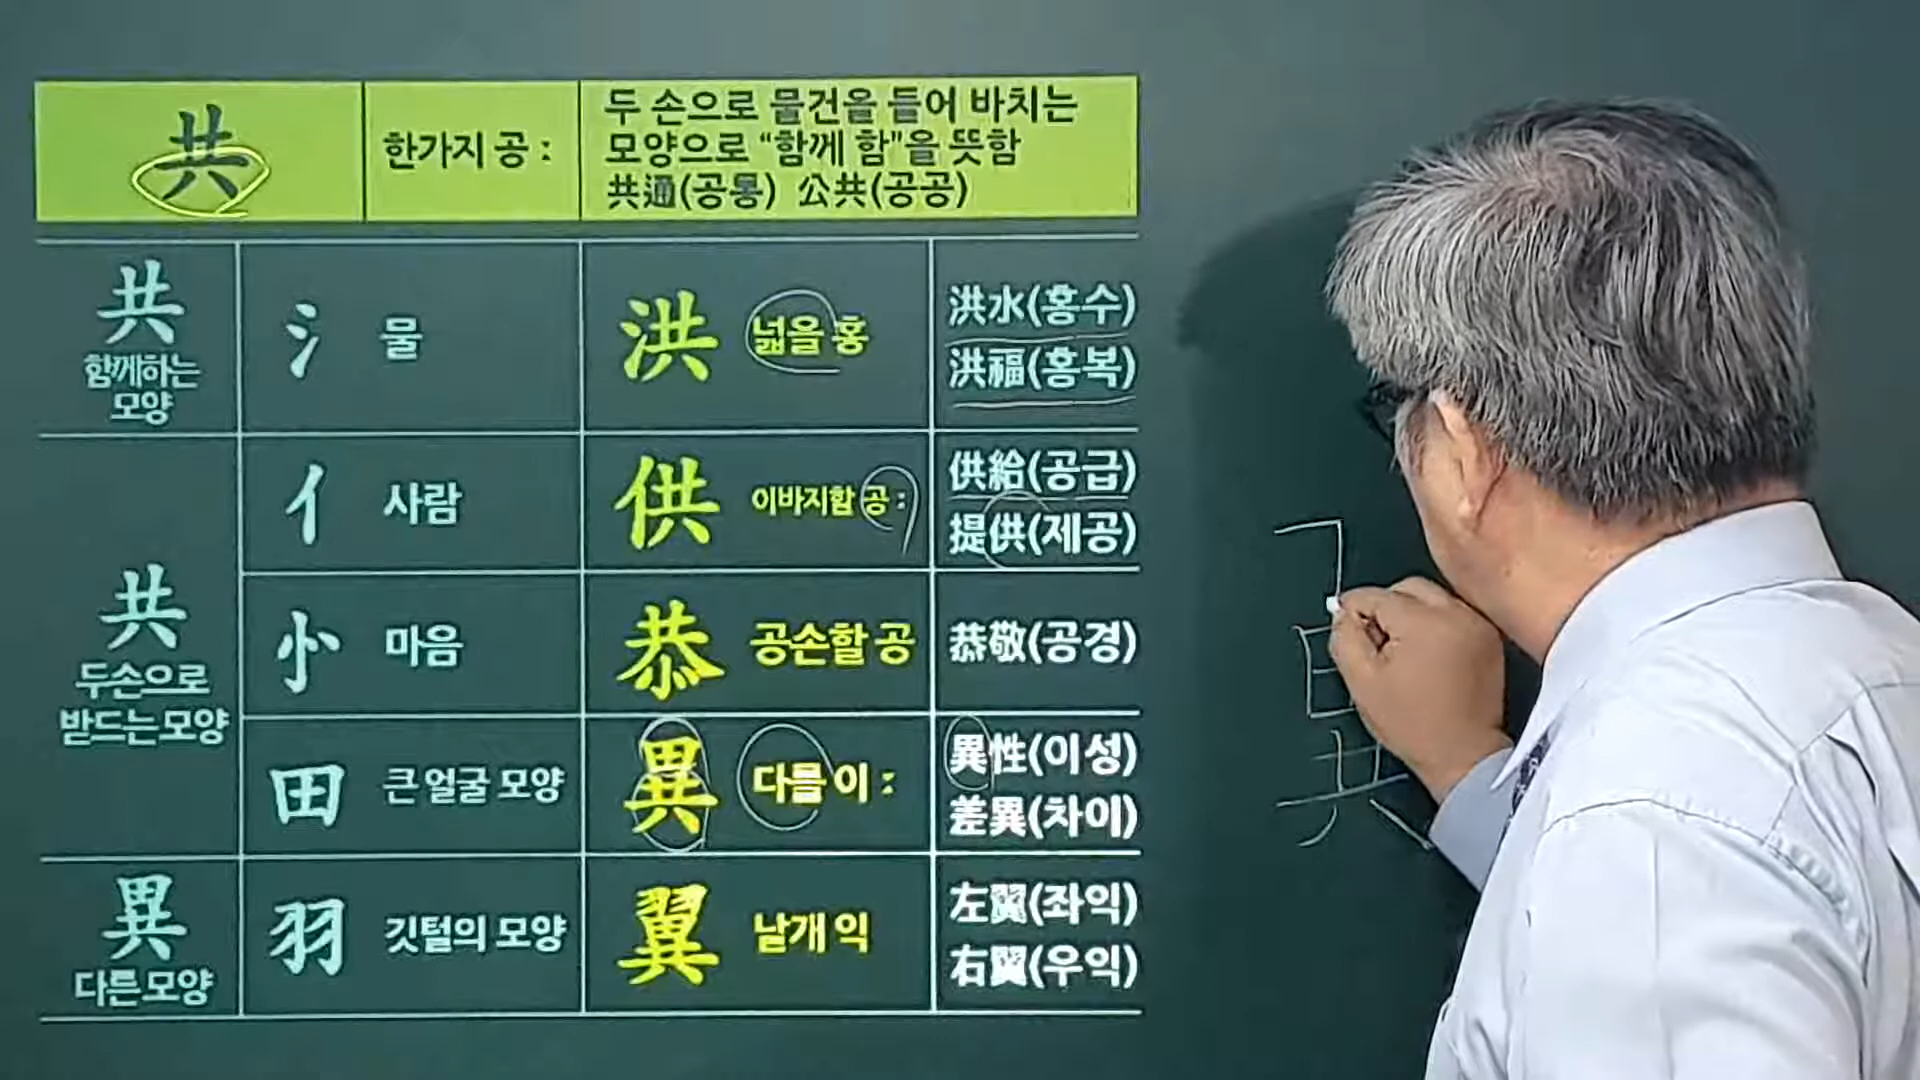 共
한가지 공 :
두 손으로 물건을 들어 바치는
모양으로 “함께 함”을 뜻함
共通(공통) 公共(공공)
共
함께하는
모양
氵 물
洪 넓을 홍
洪水(홍수)
洪福(홍복)
共
두손으로
받드는모양
亻 사람
供 이바지할 공 :
供給(공급)
提供(제공)
㣺 마음
恭 공손할 공
恭敬(공경)
田 큰 얼굴 모양
異 다를 이 :
異性(이성)
差異(차이)
異
다른모양
羽 깃털의 모양
翼 날개 익
左翼(좌익)
右翼(우익)